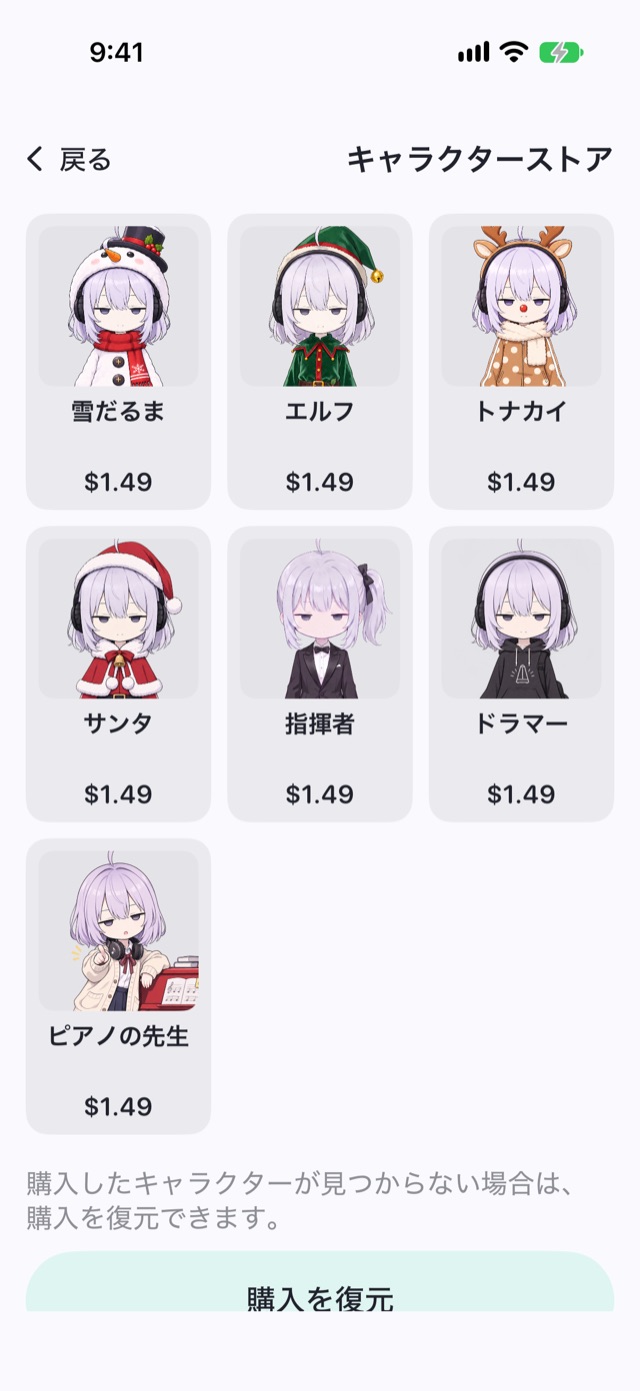 9:41
戻る
キャラクターストア
雪だるま
エルフ
トナカイ
$1.49
$1.49
$1.49
サンタ
指揮者
ドラマー
$1.49
$1.49
$1.49
ピアノの先生
$1.49
購入したキャラクターが見つからない場合は、
購入を復元できます。
購入を復元